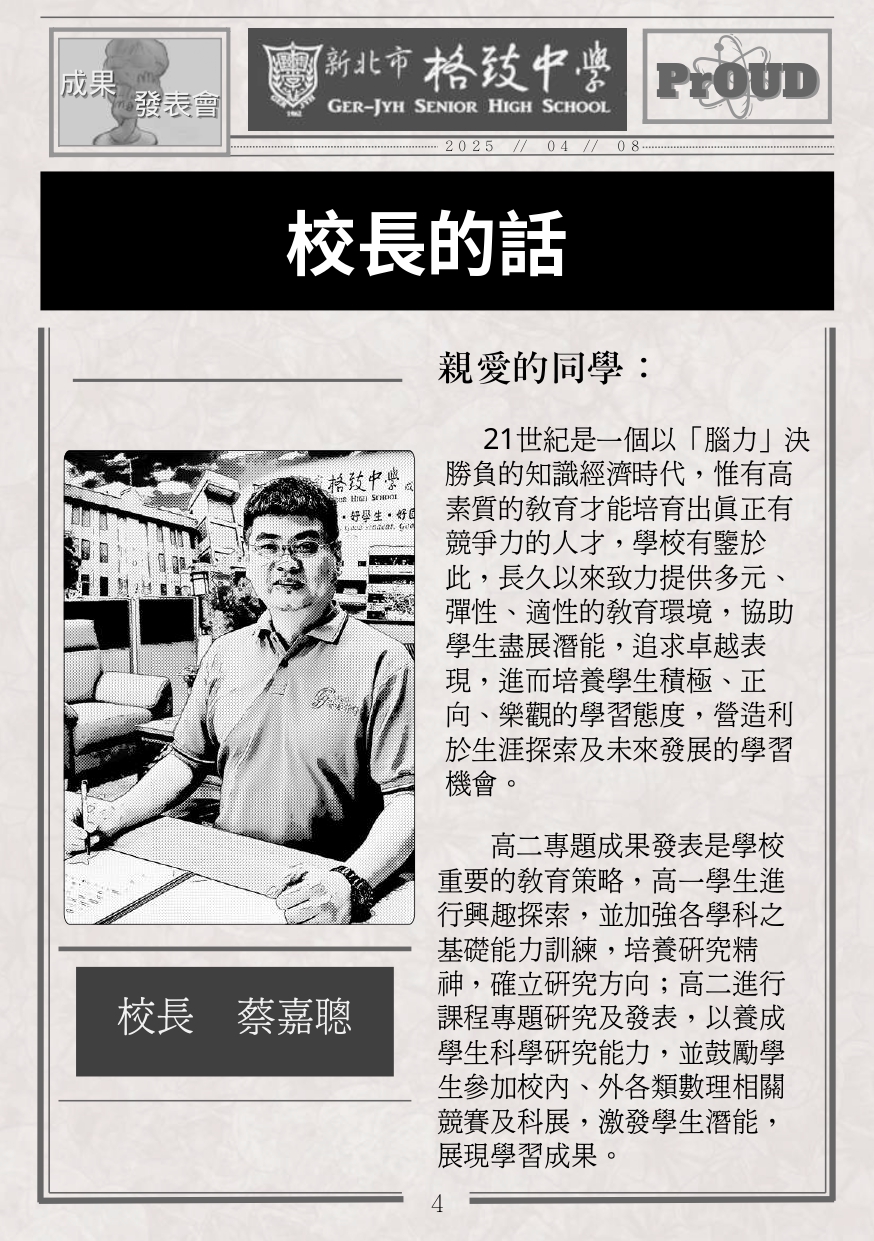 成果
發表會
新北市 格致中學
GER-JYH SENIOR HIGH SCHOOL
1962
PrOUD
2025 // 04 // 08
校長的話
格致中學
SENIOR HIGH SCHOOL
•好學生•好
校長 蔡嘉聰
親愛的同學：
21世紀是一個以「腦力」決
勝負的知識經濟時代，惟有高
素質的教育才能培育出真正有
競爭力的人才，學校有鑒於
此，長久以來致力提供多元、
彈性、適性的教育環境，協助
學生盡展潛能，追求卓越表
現，進而培養學生積極、正
向、樂觀的學習態度，營造利
於生涯探索及未來發展的學習
機會。
高二專題成果發表是學校
重要的教育策略，高一學生進
行興趣探索，並加強各學科之
基礎能力訓練，培養研究精
神，確立研究方向；高二進行
課程專題研究及發表，以養成
學生科學研究能力，並鼓勵學
生參加校內、外各類數理相關
競賽及科展，激發學生潛能，
展現學習成果。
4